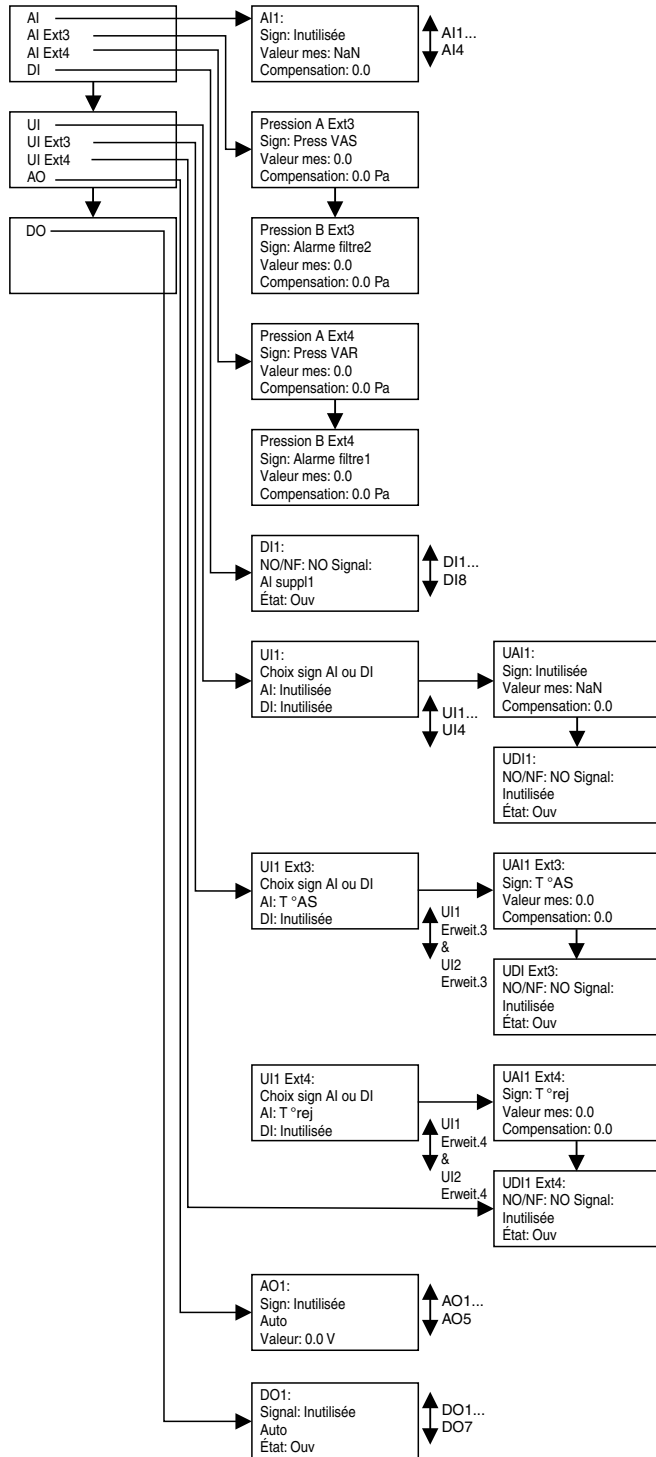 AI
AI Ext3
AI Ext4
DI
UI
UI Ext3
UI Ext4
AO
DO
AI1:
Sign: Inutilisée
Valeur mes: NaN
Compensation: 0.0
AI1...
AI4
Pression A Ext3
Sign: Press VAS
Valeur mes: 0.0
Compensation: 0.0 Pa
Pression B Ext3
Sign: Alarme filtre2
Valeur mes: 0.0
Compensation: 0.0 Pa
Pression A Ext4
Sign: Press VAR
Valeur mes: 0.0
Compensation: 0.0 Pa
Pression B Ext4
Sign: Alarme filtre1
Valeur mes: 0.0
Compensation: 0.0 Pa
DI1:
NO/NF: NO Signal:
Al suppl1
État: Ouv
DI1...
DI8
UI1:
Choix sign AI ou DI
AI: Inutilisée
DI: Inutilisée
UI1...
UI4
UAI1:
Sign: Inutilisée
Valeur mes: NaN
Compensation: 0.0
UDI1:
NO/NF: NO Signal:
Inutilisée
État: Ouv
UI1 Ext3:
Choix sign AI ou DI
AI: T °AS
DI: Inutilisée
UI1
Erweit.3
&
UI2
Erweit.3
UAI1 Ext3:
Sign: T °AS
Valeur mes: 0.0
Compensation: 0.0
UDI Ext3:
NO/NF: NO Signal:
Inutilisée
État: Ouv
UI1 Ext4:
Choix sign AI ou DI
AI: T °rej
DI: Inutilisée
UI1
Erweit.4
&
UI2
Erweit.4
UAI1 Ext4:
Sign: T °rej
Valeur mes: 0.0
Compensation: 0.0
UDI1 Ext4:
NO/NF: NO Signal:
Inutilisée
État: Ouv
AO1:
Sign: Inutilisée
Auto
Valeur: 0.0 V
AO1...
AO5
DO1:
Signal: Inutilisée
Auto
État: Ouv
DO1...
DO7